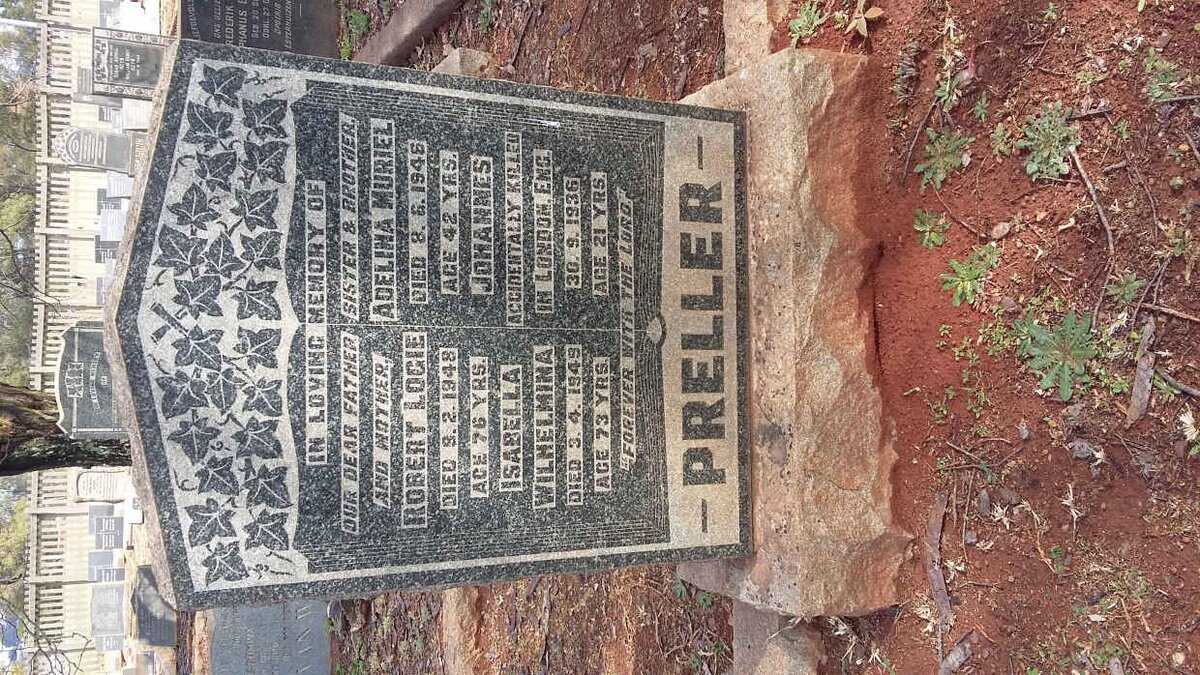 IN LOVING MEMORY OF
OUR DEAR FATHER
AND MOTHER
ROBERT LOGIE
DIED 9.2.1948
AGE 76 YRS.
ISABELLA
WILHELMINA
DIED 3.4.1949
AGE 73 YRS.
SISTER & BROTHER
ADELINA MURIEL
DIED 8.6.1946
AGE 42 YRS.
JOHANNES
ACCIDENTALLY KILLED
IN LONDON ENG.
30.9.1936
AGE 21 YRS.
"FOREVER WITH THE LORD"
– PRELLER –